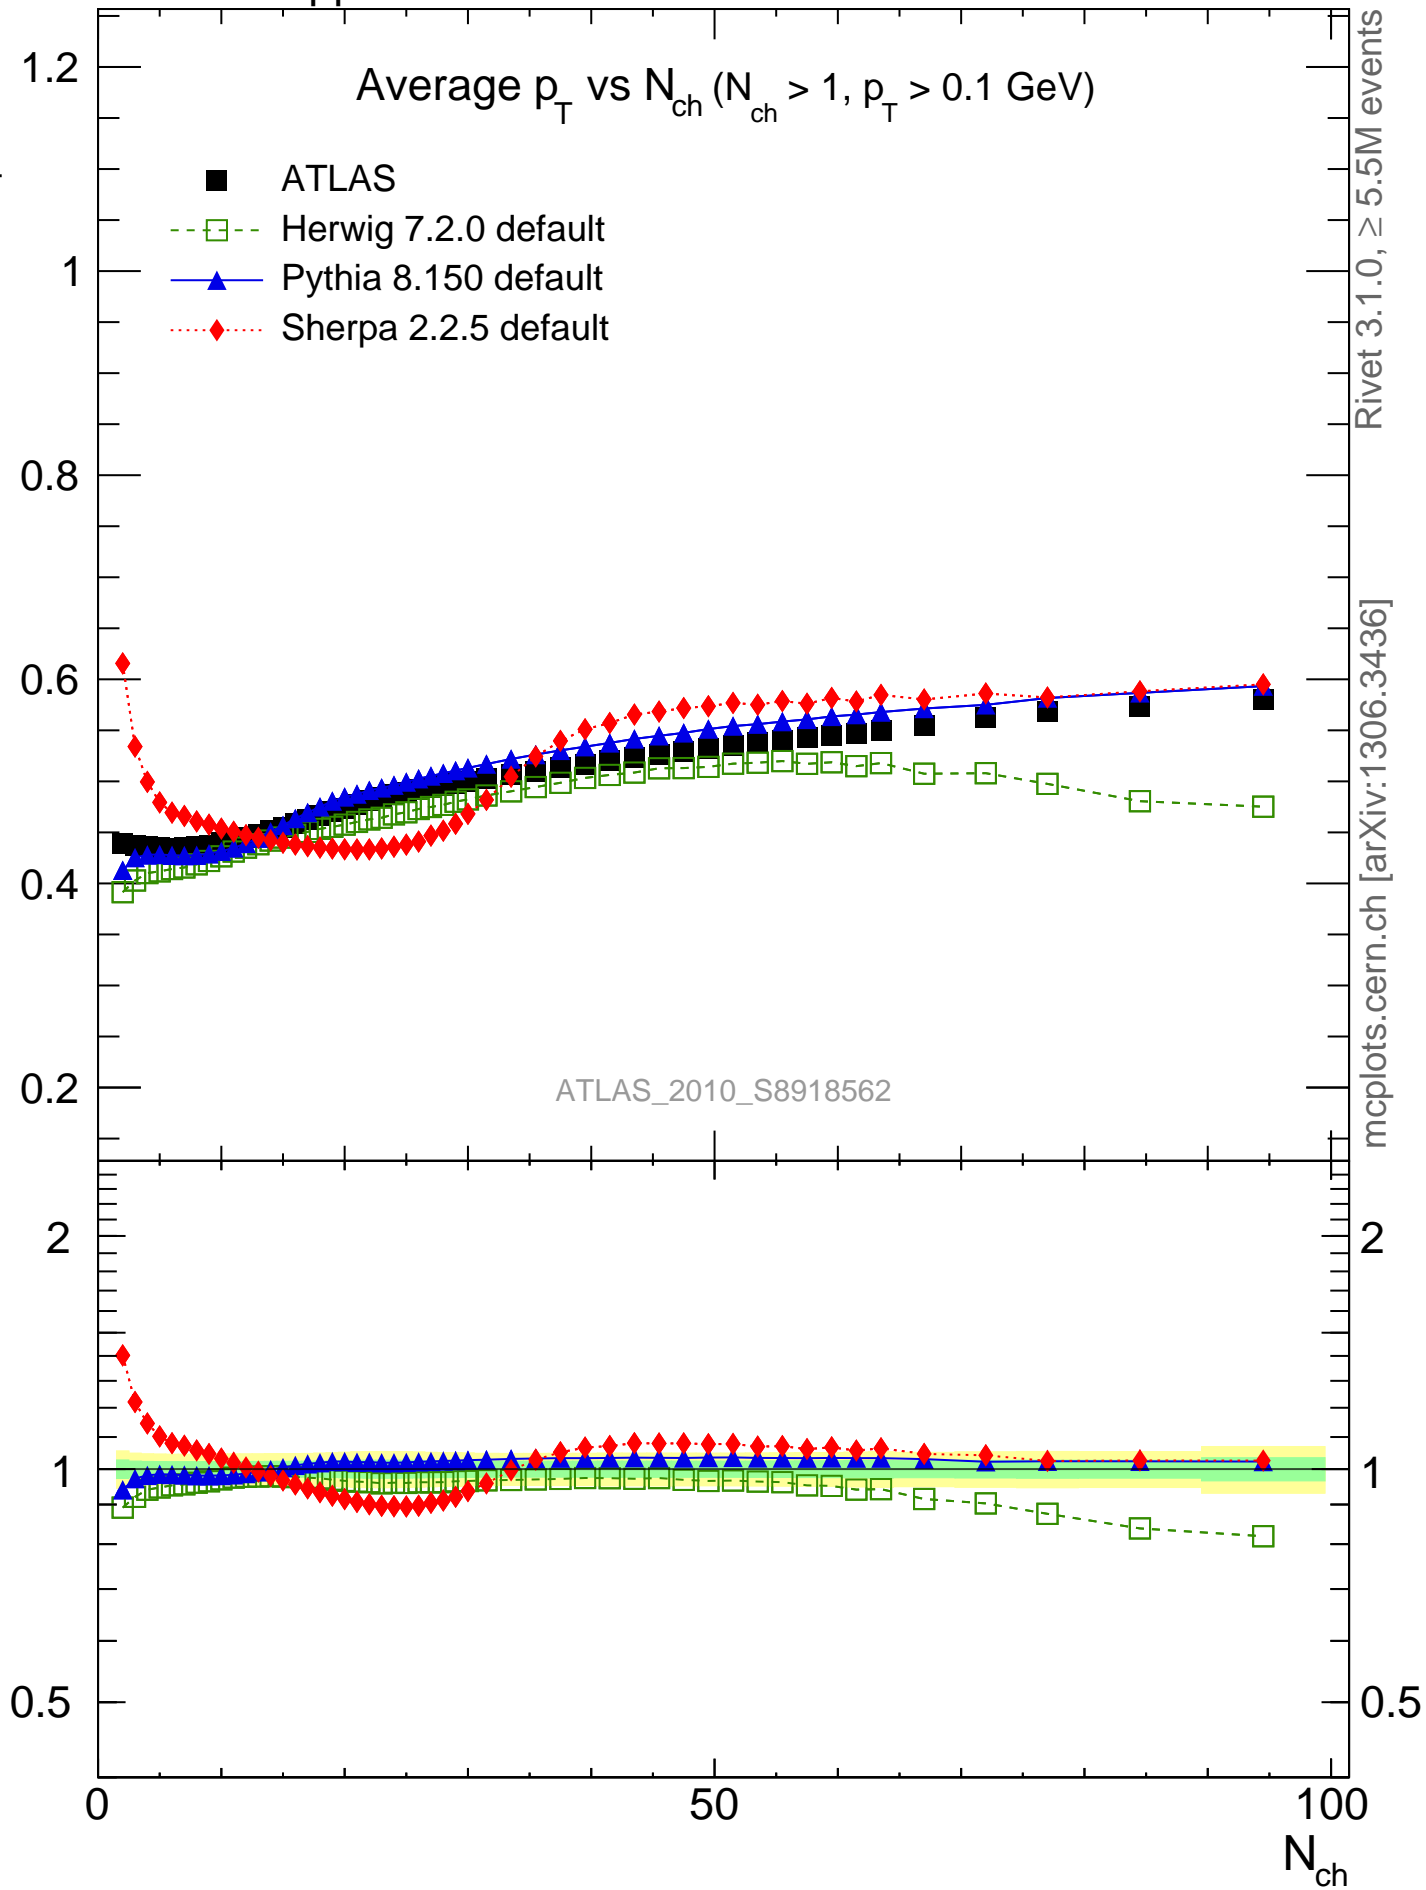 Average p_T vs N_ch (N_ch > 1, p_T > 0.1 GeV)
ATLAS
Herwig 7.2.0 default
Pythia 8.150 default
Sherpa 2.2.5 default
1.2
1
0.8
0.6
0.4
0.2
ATLAS_2010_S8918562
Rivet 3.1.0, ≥ 5.5M events
mcplots.cern.ch [arXiv:1306.3436]
2
1
0.5
2
1
0.5
0
50
100
N_ch